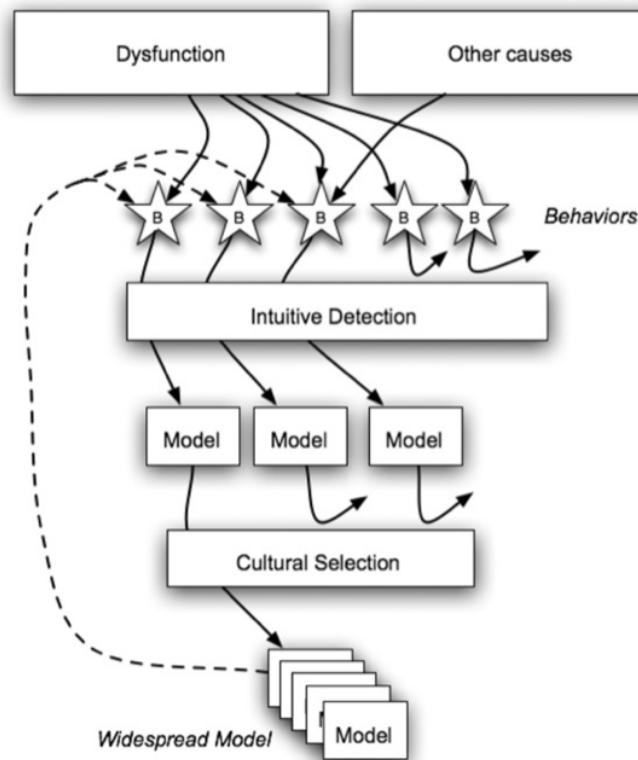 Dysfunction
Other causes
B
B
B
B
B
Behaviors
Intuitive Detection
Model
Model
Model
Cultural Selection
Widespread Model
Model